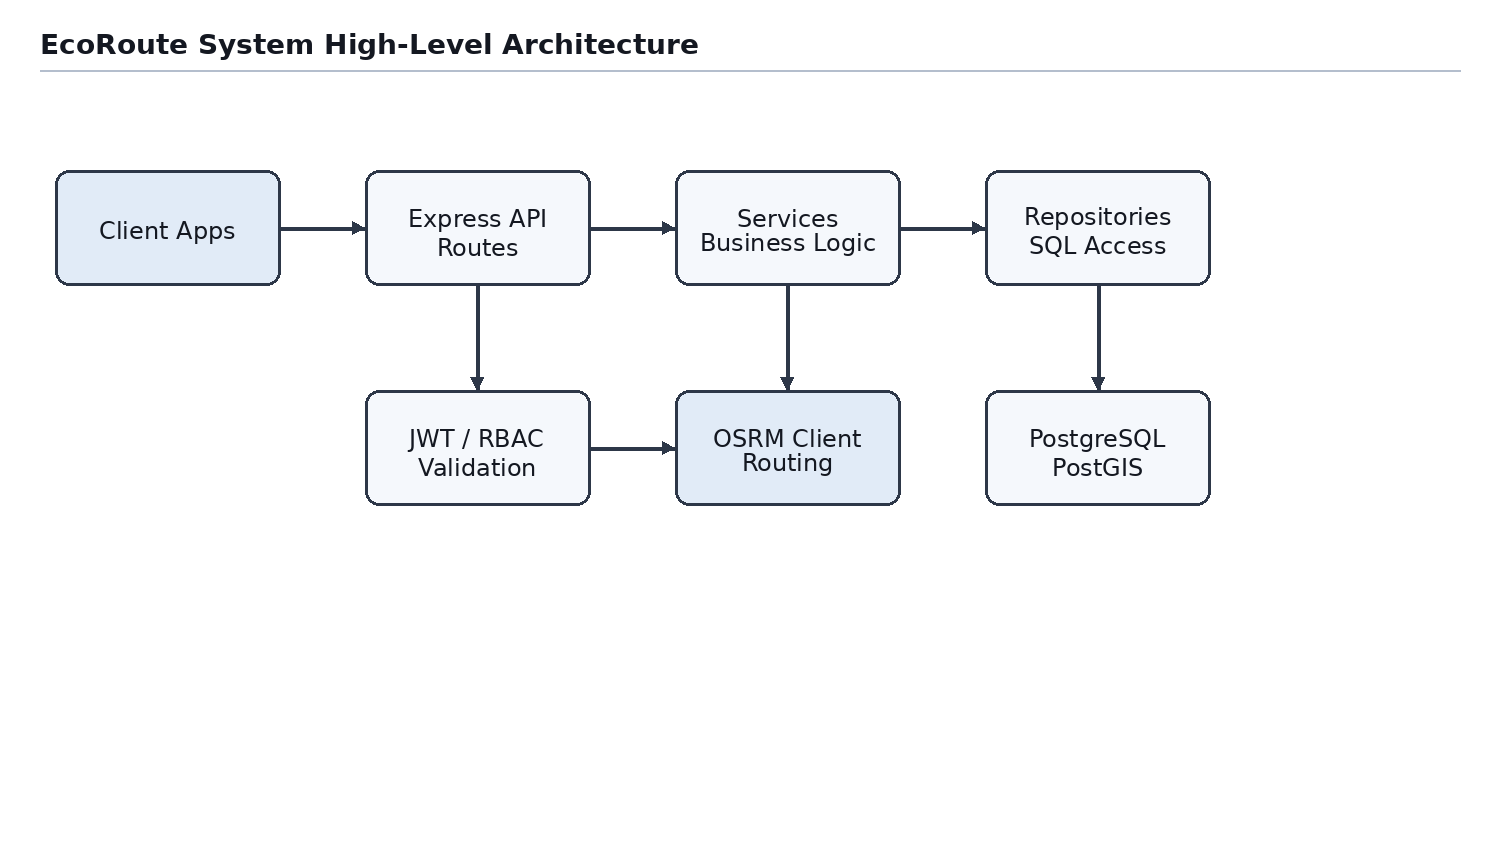 EcoRoute System High-Level Architecture
Client Apps
Express API
Routes
Services
Business Logic
Repositories
SQL Access
JWT / RBAC
Validation
OSRM Client
Routing
PostgreSQL
PostGIS